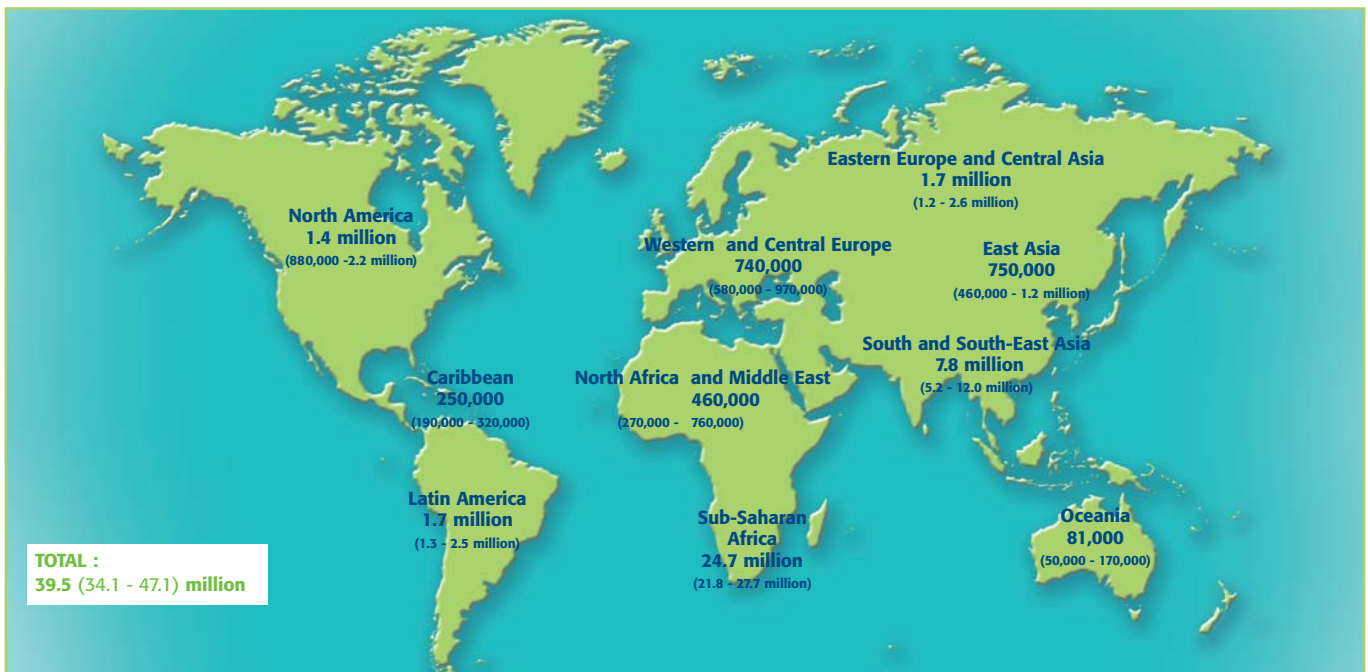 Eastern Europe and Central Asia
1.7 million
(1.2 - 2.6 million)
North America
1.4 million
(880,000 -2.2 million)
Western and Central Europe
740,000
(580,000 - 970,000)
East Asia
750,000
(460,000 - 1.2 million)
South and South-East Asia
7.8 million
(5.2 - 12.0 million)
Caribbean
250,000
(190,000 - 320,000)
North Africa and Middle East
460,000
(270,000 - 760,000)
Latin America
1.7 million
(1.3 - 2.5 million)
Sub-Saharan
Africa
24.7 million
(21.8 - 27.7 million)
Oceania
81,000
(50,000 - 170,000)
TOTAL :
39.5 (34.1 - 47.1) million